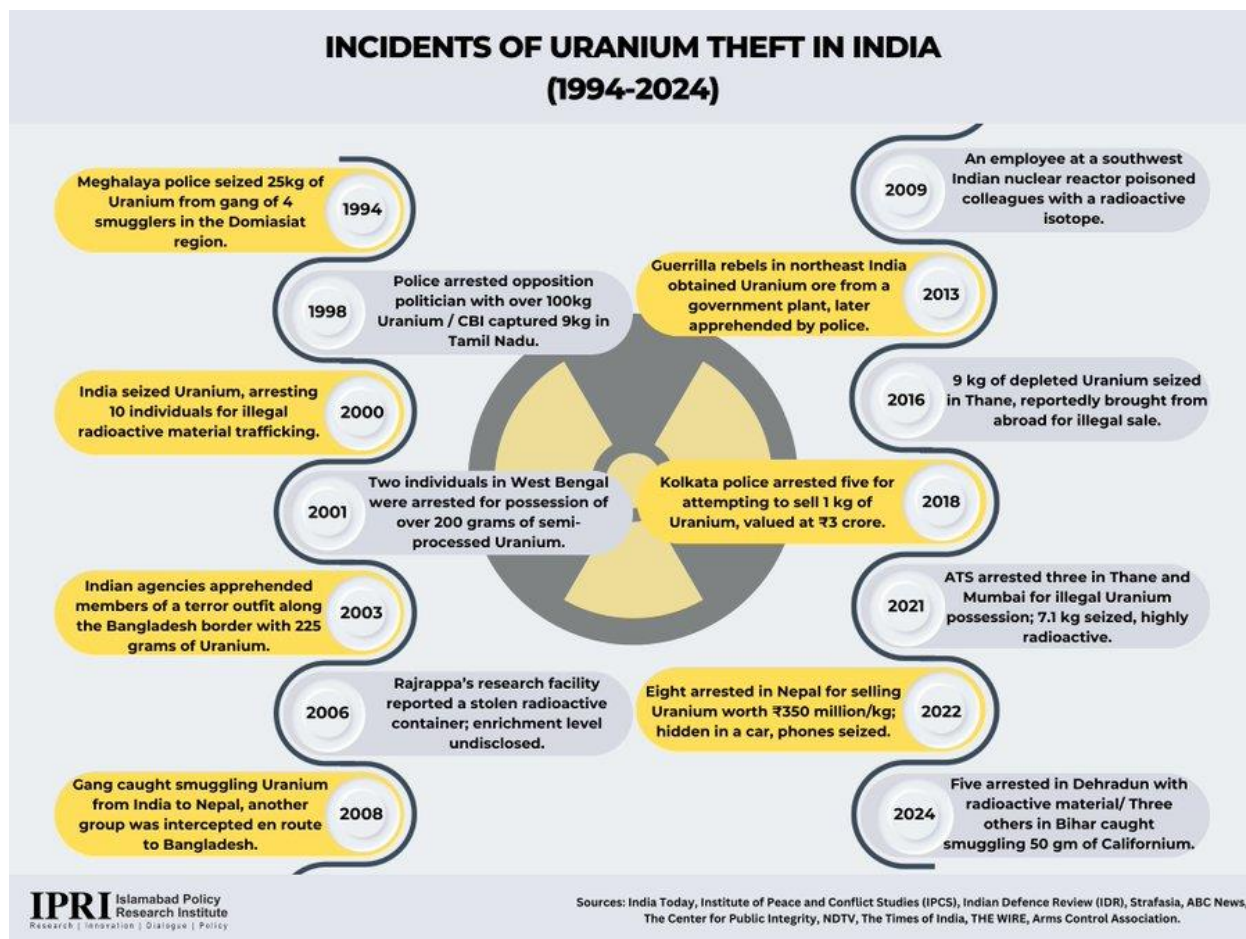 INCIDENTS OF URANIUM THEFT IN INDIA
(1994-2024)
Meghalaya police seized 25kg of
Uranium from gang of 4
smugglers in the Domiasiat
region.
1994
1998
Police arrested opposition
politician with over 100kg
Uranium / CBI captured 9kg in
Tamil Nadu.
India seized Uranium, arresting
10 individuals for illegal
radioactive material trafficking.
2000
2001
Two individuals in West Bengal
were arrested for possession of
over 200 grams of semi-
processed Uranium.
Indian agencies apprehended
members of a terror outfit along
the Bangladesh border with 225
grams of Uranium.
2003
2006
Rajrappa's research facility
reported a stolen radioactive
container; enrichment level
undisclosed.
Gang caught smuggling Uranium
from India to Nepal, another
group was intercepted en route
to Bangladesh.
2008
2009
An employee at a southwest
Indian nuclear reactor poisoned
colleagues with a radioactive
isotope.
Guerrilla rebels in northeast India
obtained Uranium ore from a
government plant, later
apprehended by police.
2013
2016
9 kg of depleted Uranium seized
in Thane, reportedly brought from
abroad for illegal sale.
Kolkata police arrested five for
attempting to sell 1 kg of
Uranium, valued at ₹3 crore.
2018
2021
ATS arrested three in Thane and
Mumbai for illegal Uranium
possession; 7.1 kg seized, highly
radioactive.
Eight arrested in Nepal for selling
Uranium worth ₹350 million/kg;
hidden in a car, phones seized.
2022
2024
Five arrested in Dehradun with
radioactive material/ Three
others in Bihar caught
smuggling 50 gm of Californium.
IPRI
Islamabad Policy
Research Institute
Research | Innovation | Dialogue | Policy
Sources: India Today, Institute of Peace and Conflict Studies (IPCS), Indian Defence Review (IDR), Strafasia, ABC News,
The Center for Public Integrity, NDTV, The Times of India, THE WIRE, Arms Control Association.